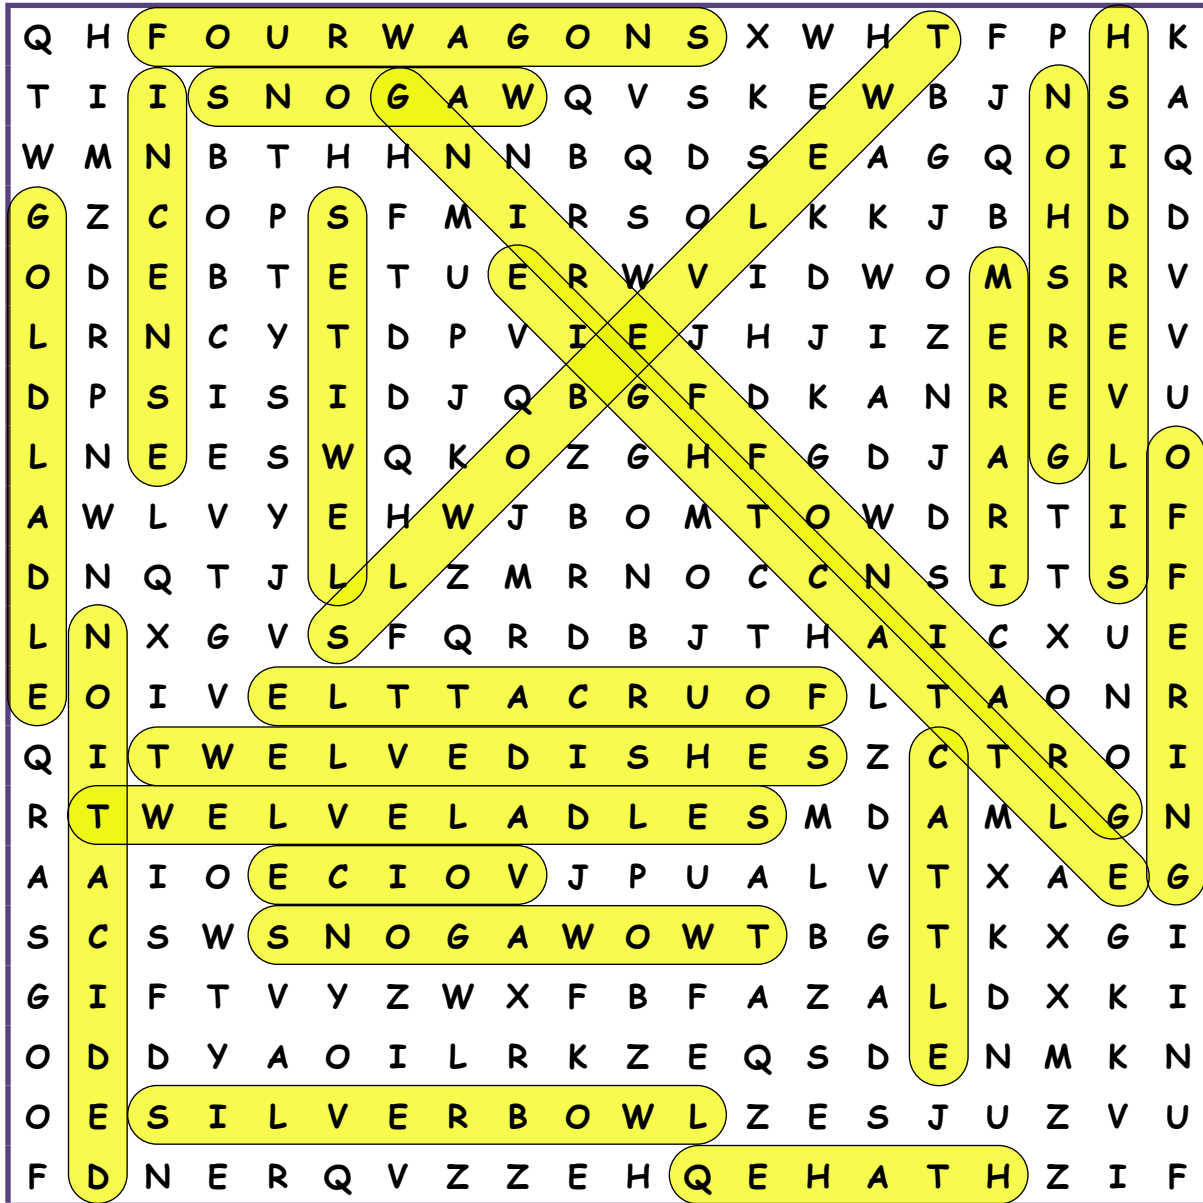 Q H F O U R W A G O N S X W H T F P H K
T I I S N O G A W Q V S K E W B J N S A
W M N B T H H N N B Q D S E A G Q O I Q
G Z C O P S F M I R S O L K K J B H D D
O D E B T E T U E R W V I D W O M S R V
L R N C Y T D P V I E J H J I Z E R E V
D P S I S I D J Q B G F D K A N R E V U
L N E E S W Q K O Z G H F G D J A G L O
A W L V Y E H W J B O M T O W D R T I F
D N Q T J L L Z M R N O C C N S I T S F
L N X G V S F Q R D B J T H A I C X U E
E O I V E L T T A C R U O F L T A O N R
Q I T W E L V E D I S H E S Z C T R O I
R T W E L V E L A D L E S M D A M L G N
A A I O E C I O V J P U A L V T X A E G
S C S W S N O G A W O W T B G T K X G I
G I F T V Y Z W X F B F A Z A L D X K I
O D D Y A O I L R K Z E Q S D E N M K N
O E S I L V E R B O W L Z E S J U Z V U
F D N E R Q V Z Z E H Q E H A T H Z I F